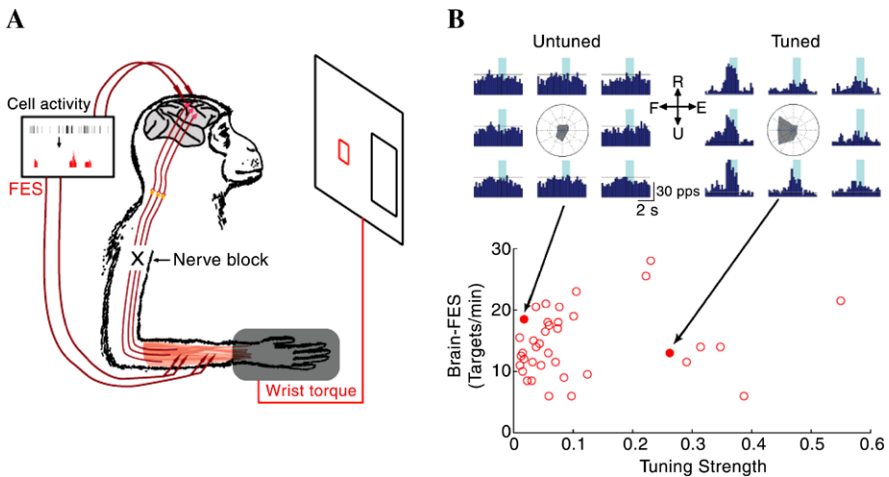 A
Cell activity
FES
Nerve block
Wrist torque
B
Untuned
Tuned
R
F
E
U
30 pps
2 s
Brain-FES
(Targets/min)
30
20
10
0
0
0.1
0.2
0.3
0.4
0.5
0.6
Tuning Strength